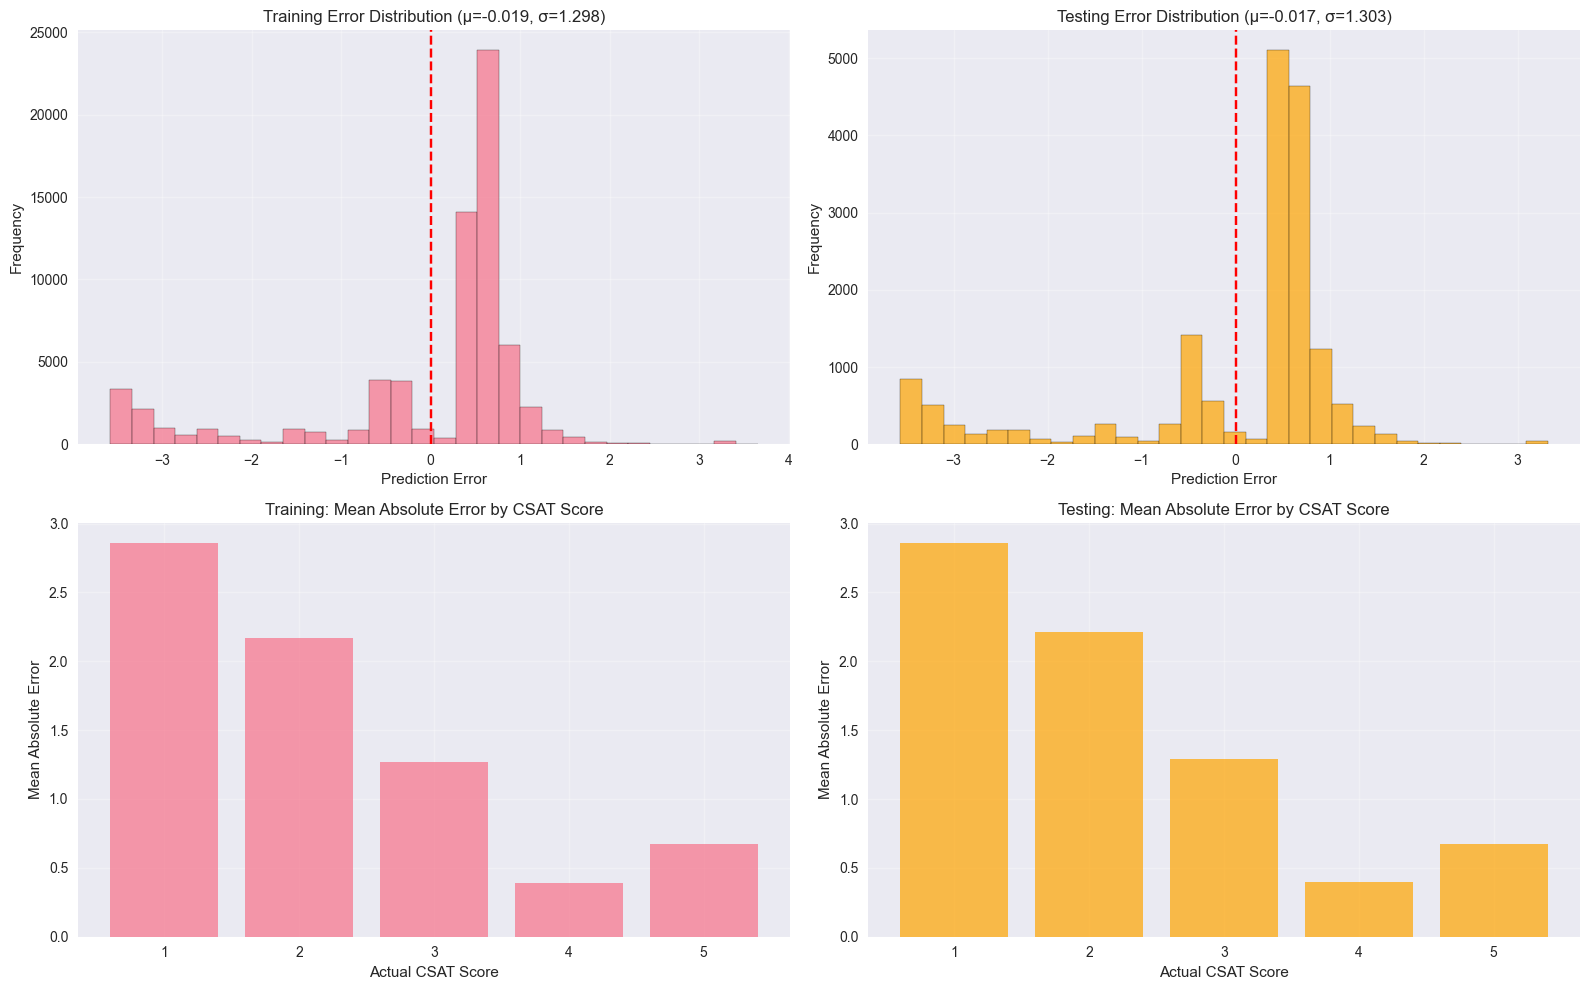 Training Error Distribution (μ=-0.019, σ=1.298)
Frequency
25000
20000
15000
10000
5000
0
−3 −2 −1 0 1 2 3 4
Prediction Error
Testing Error Distribution (μ=-0.017, σ=1.303)
Frequency
5000
4000
3000
2000
1000
0
−3 −2 −1 0 1 2 3
Prediction Error
Training: Mean Absolute Error by CSAT Score
Mean Absolute Error
3.0
2.5
2.0
1.5
1.0
0.5
0.0
1 2 3 4 5
Actual CSAT Score
Testing: Mean Absolute Error by CSAT Score
Mean Absolute Error
3.0
2.5
2.0
1.5
1.0
0.5
0.0
1 2 3 4 5
Actual CSAT Score